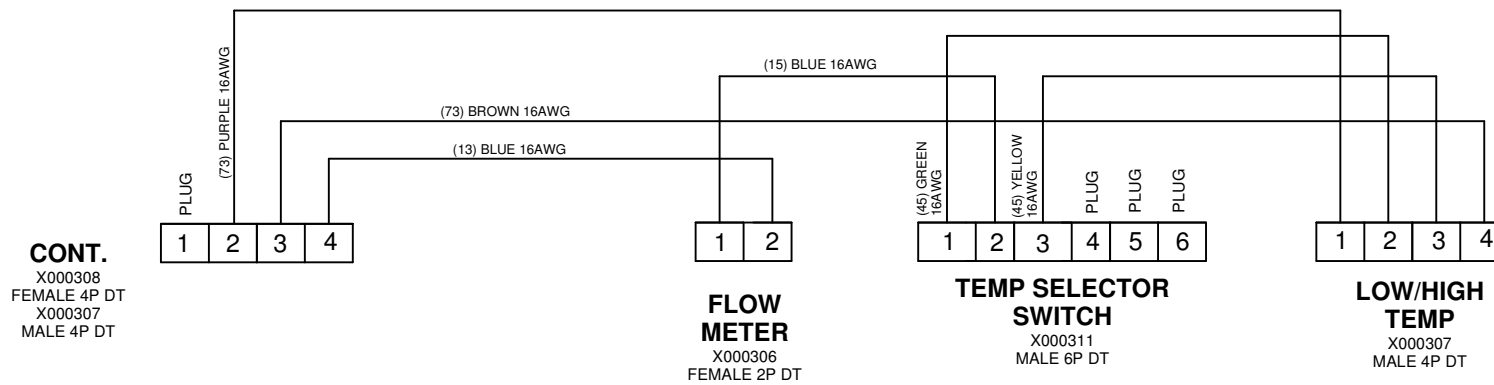 (73) PURPLE 16AWG
(15) BLUE 16AWG
(73) BROWN 16AWG
(13) BLUE 16AWG
(45) GREEN
16AWG
(45) YELLOW
16AWG
PLUG
PLUG
PLUG
PLUG
1 2 3 4
1 2
1 2 3 4 5 6
1 2 3 4
CONT.
X000308
FEMALE 4P DT
X000307
MALE 4P DT
FLOW
METER
X000306
FEMALE 2P DT
TEMP SELECTOR
SWITCH
X000311
MALE 6P DT
LOW/HIGH
TEMP
X000307
MALE 4P DT